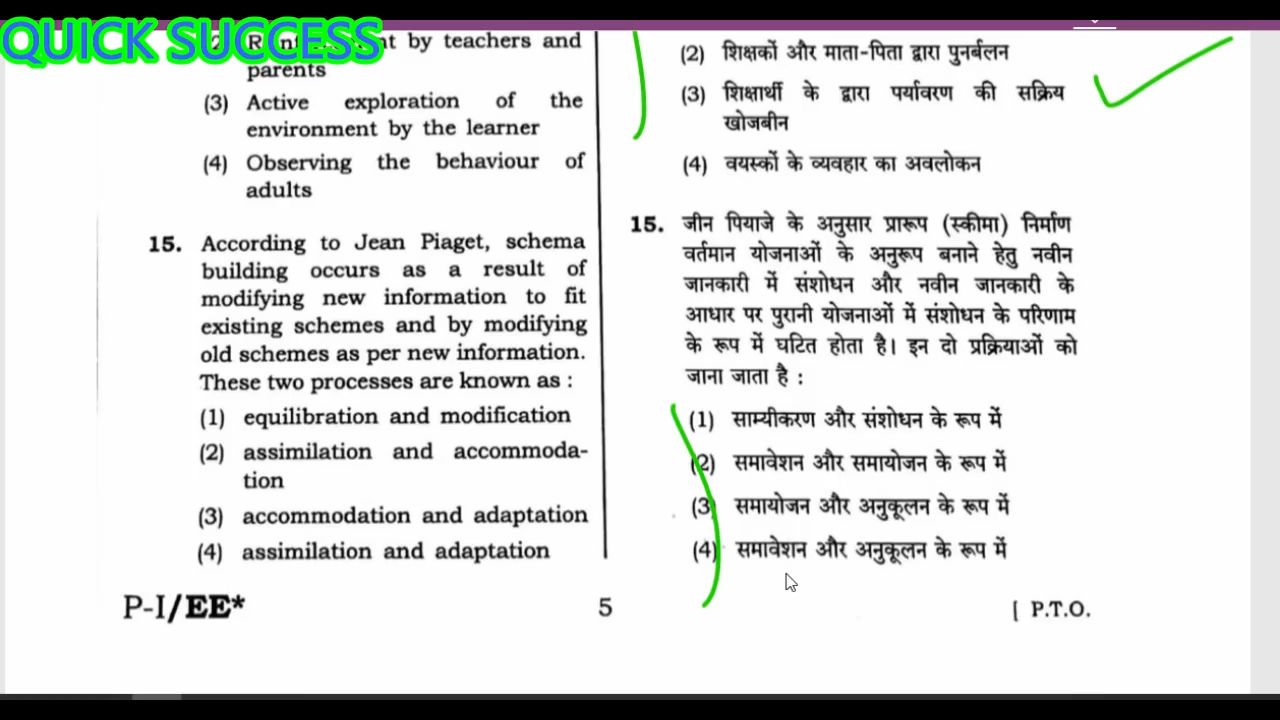 QUICK SUCCESS
by teachers and
parents
(3) Active exploration of the
environment by the learner
(4) Observing the behaviour of
adults
15. According to Jean Piaget, schema
building occurs as a result of
modifying new information to fit
existing schemes and by modifying
old schemes as per new information.
These two processes are known as :
(1) equilibration and modification
(2) assimilation and accommoda-
tion
(3) accommodation and adaptation
(4) assimilation and adaptation
(2) शिक्षकों और माता-पिता द्वारा पुनर्बलन
(3) शिक्षार्थी के द्वारा पर्यावरण की सक्रिय
खोजबीन
(4) वयस्कों के व्यवहार का अवलोकन
15. जीन पियाजे के अनुसार प्रारूप (स्कीमा) निर्माण
वर्तमान योजनाओं के अनुरूप बनाने हेतु नवीन
जानकारी में संशोधन और नवीन जानकारी के
आधार पर पुरानी योजनाओं में संशोधन के परिणाम
के रूप में घटित होता है। इन दो प्रक्रियाओं को
जाना जाता है :
(1) साम्यीकरण और संशोधन के रूप में
(2) समावेशन और समायोजन के रूप में
(3) समायोजन और अनुकूलन के रूप में
(4) समावेशन और अनुकूलन के रूप में
P-I/EE*
5
[ P.T.O.